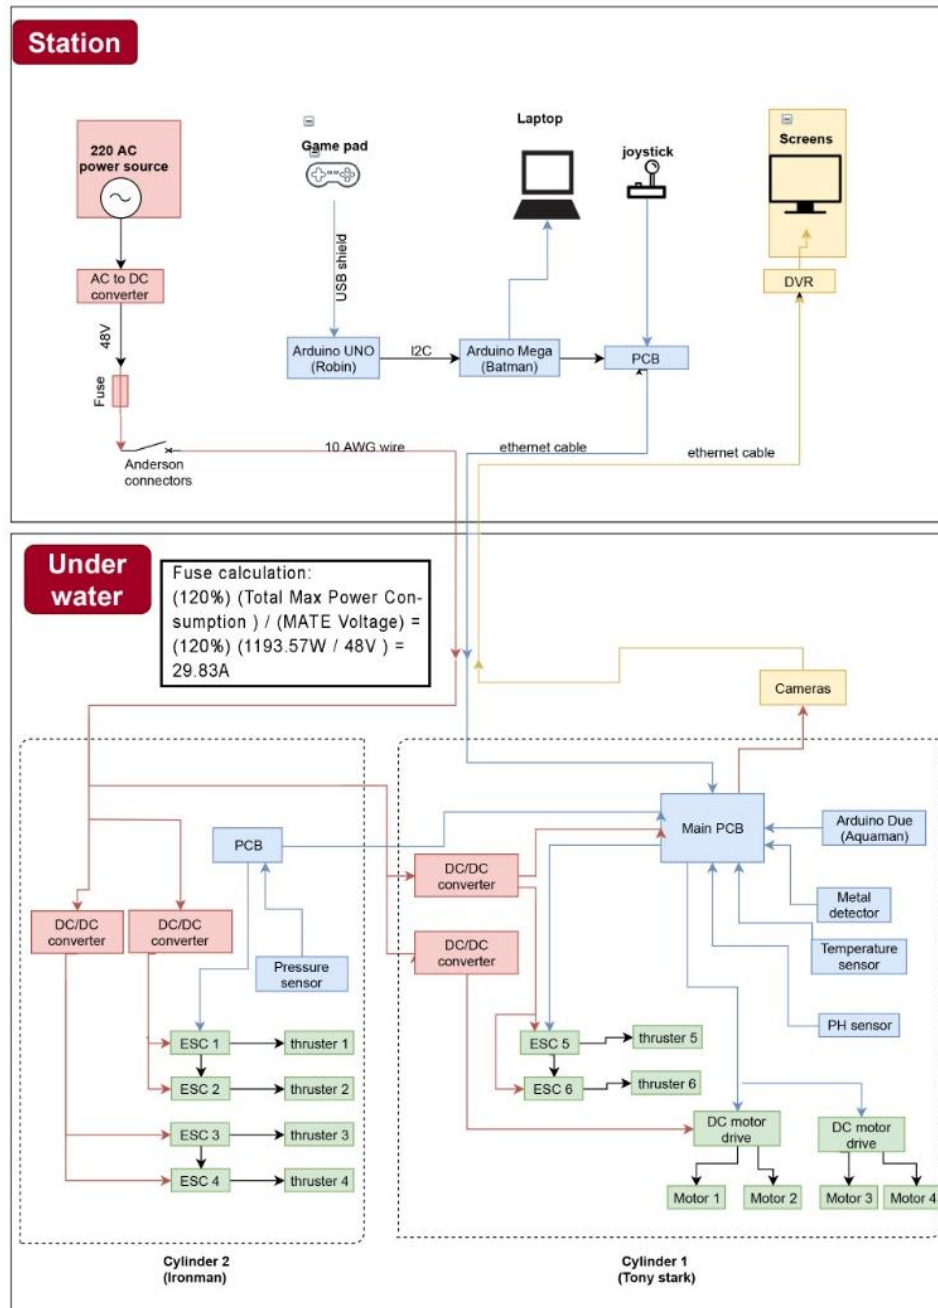 Station
220 AC
power source
AC to DC
converter
48V
Fuse
Anderson
connectors
10 AWG wire
Game pad
USB shield
Arduino UNO
(Robin)
I2C
Laptop
Arduino Mega
(Batman)
joystick
PCB
ethernet cable
Screens
DVR
ethernet cable
Under
water
Fuse calculation:
(120%) (Total Max Power Con-
sumption ) / (MATE Voltage) =
(120%) (1193.57W / 48V ) =
29.83A
Cameras
PCB
DC/DC
converter
DC/DC
converter
Pressure
sensor
ESC 1
thruster 1
ESC 2
thruster 2
ESC 3
thruster 3
ESC 4
thruster 4
Cylinder 2
(Ironman)
Main PCB
Arduino Due
(Aquaman)
DC/DC
converter
Metal
detector
DC/DC
converter
Temperature
sensor
PH sensor
ESC 5
thruster 5
ESC 6
thruster 6
DC motor
drive
DC motor
drive
Motor 1
Motor 2
Motor 3
Motor 4
Cylinder 1
(Tony stark)